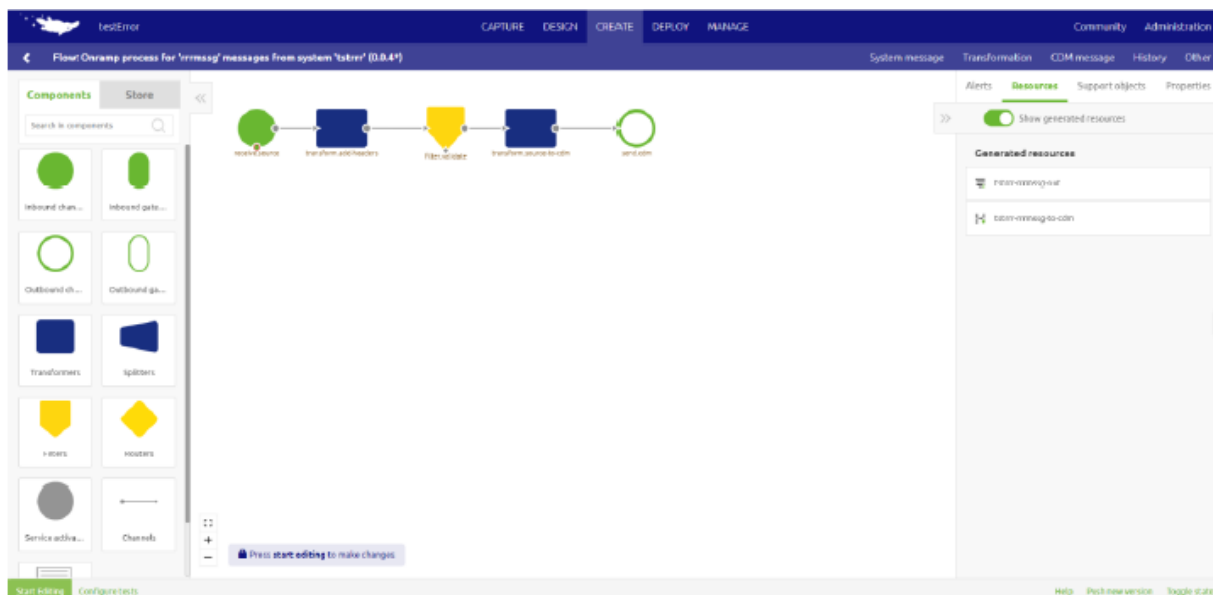 testError
CAPTURE DESIGN CREATE DEPLOY MANAGE
Community Administration
Flow: Onramp process for 'rrrmssg' messages from system 'tstrrr' (0.0.4*)
System message Transformation CDM message History Other
Components Store
Search in components
Inbound chan...
Inbound gate...
Outbound ch...
Outbound ga...
Transformers
Splitters
Filters
Routers
Service activa...
Channels
receive.source
transform.add-headers
filter.validate
transform.source-to-cdm
send.cdm
Press start editing to make changes
Alerts Resources Support objects Properties
Show generated resources
Generated resources
Start Editing Configure tests
Help Push new version Toggle stats